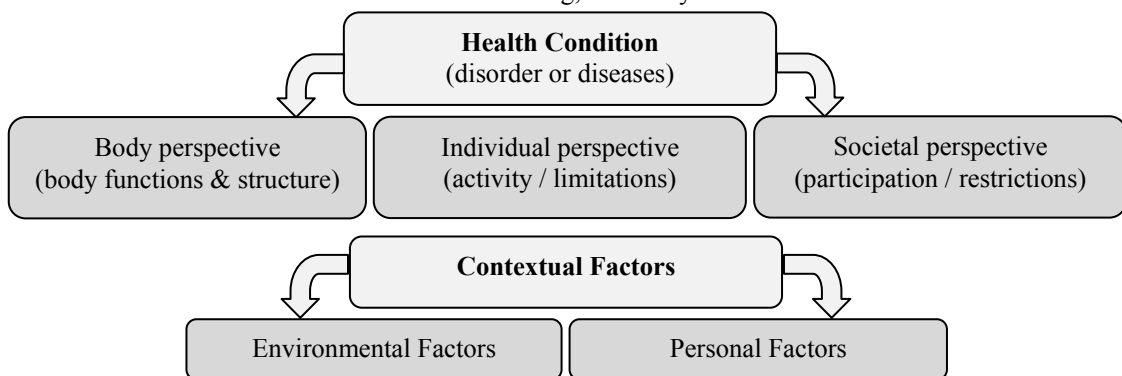 Health Condition
(disorder or diseases)
Body perspective
(body functions & structure)
Individual perspective
(activity / limitations)
Societal perspective
(participation / restrictions)
Contextual Factors
Environmental Factors
Personal Factors